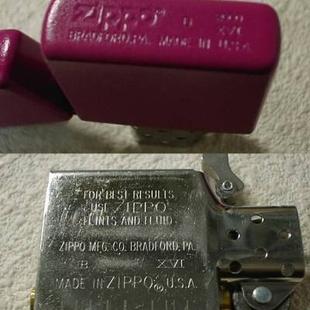 ZIPPO®
B XVI
BRADFORD,PA. MADE IN U.S.A.
FOR BEST RESULTS
USE ZIPPO
FLINTS AND FLUID
ZIPPO MFG. CO. BRADFORD, PA.
B XVI
MADE IN ZIPPO®, U.S.A.